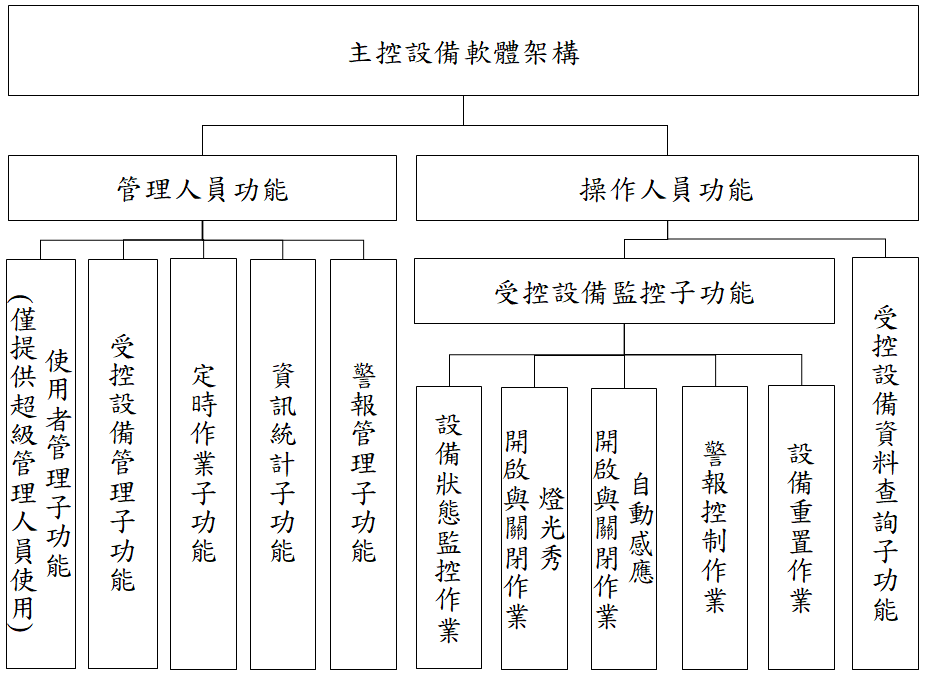 主控設備軟體架構
管理人員功能
操作人員功能
使用者管理子功能
(僅提供超級管理人員使用)
受控設備管理子功能
定時作業子功能
資訊統計子功能
警報管理子功能
受控設備監控子功能
設備狀態監控作業
燈光秀
開啟與關閉作業
自動感應
開啟與關閉作業
警報控制作業
設備重置作業
受控設備資料查詢子功能